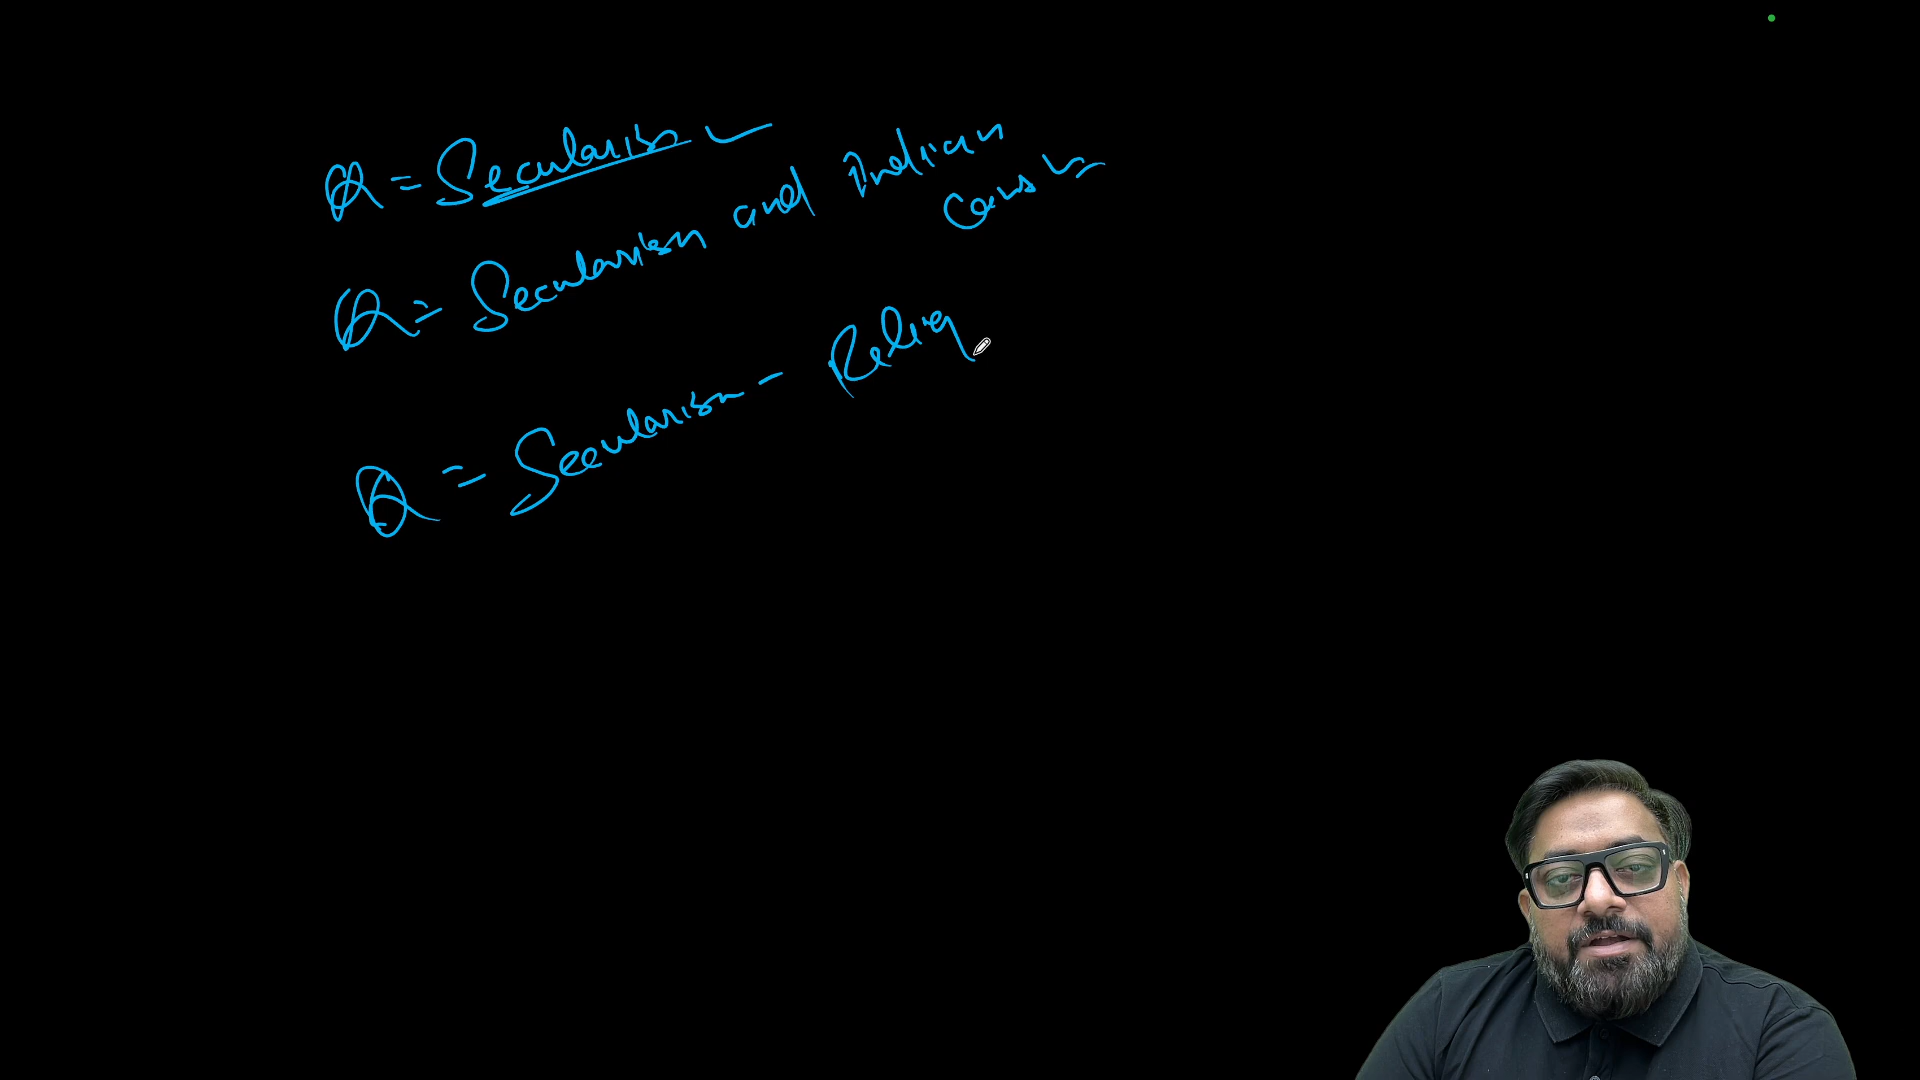 Q = Secularism
Q = Secularism and Indian
Cons
Q = Secularism - Relig